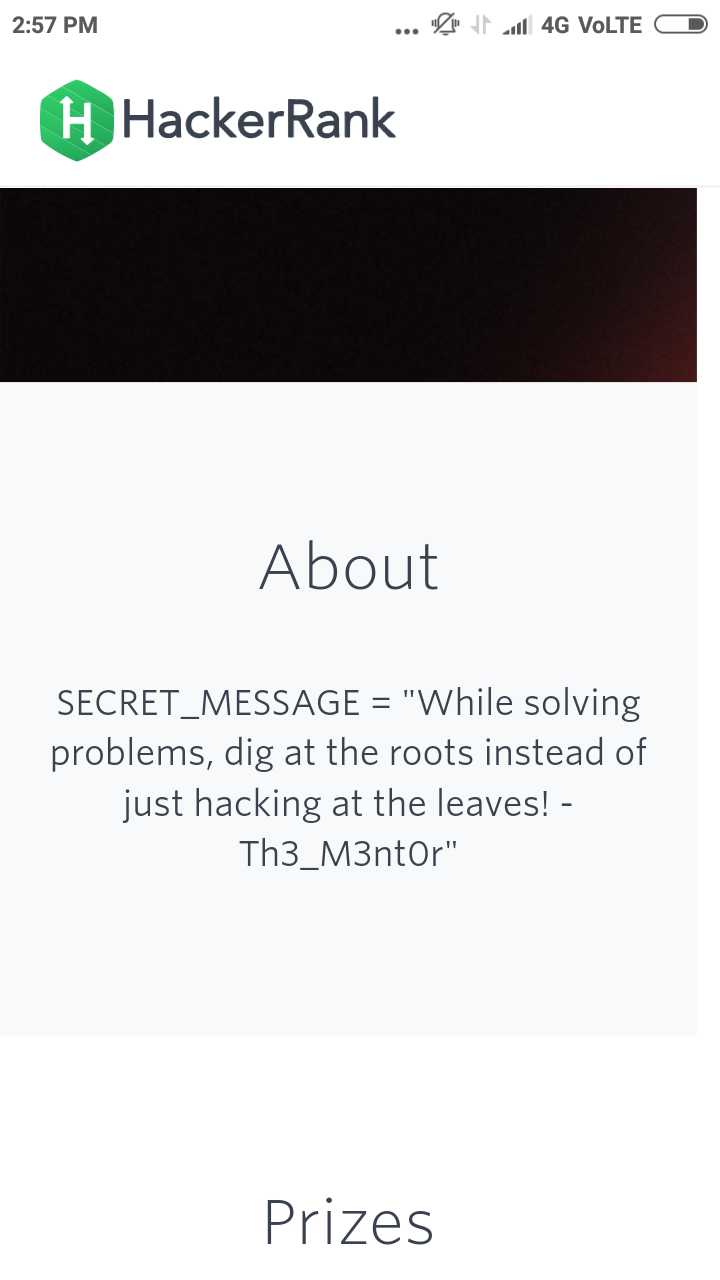 2:57 PM
... 4G VoLTE
HackerRank
About
SECRET_MESSAGE = "While solving
problems, dig at the roots instead of
just hacking at the leaves! -
Th3_M3nt0r"
Prizes